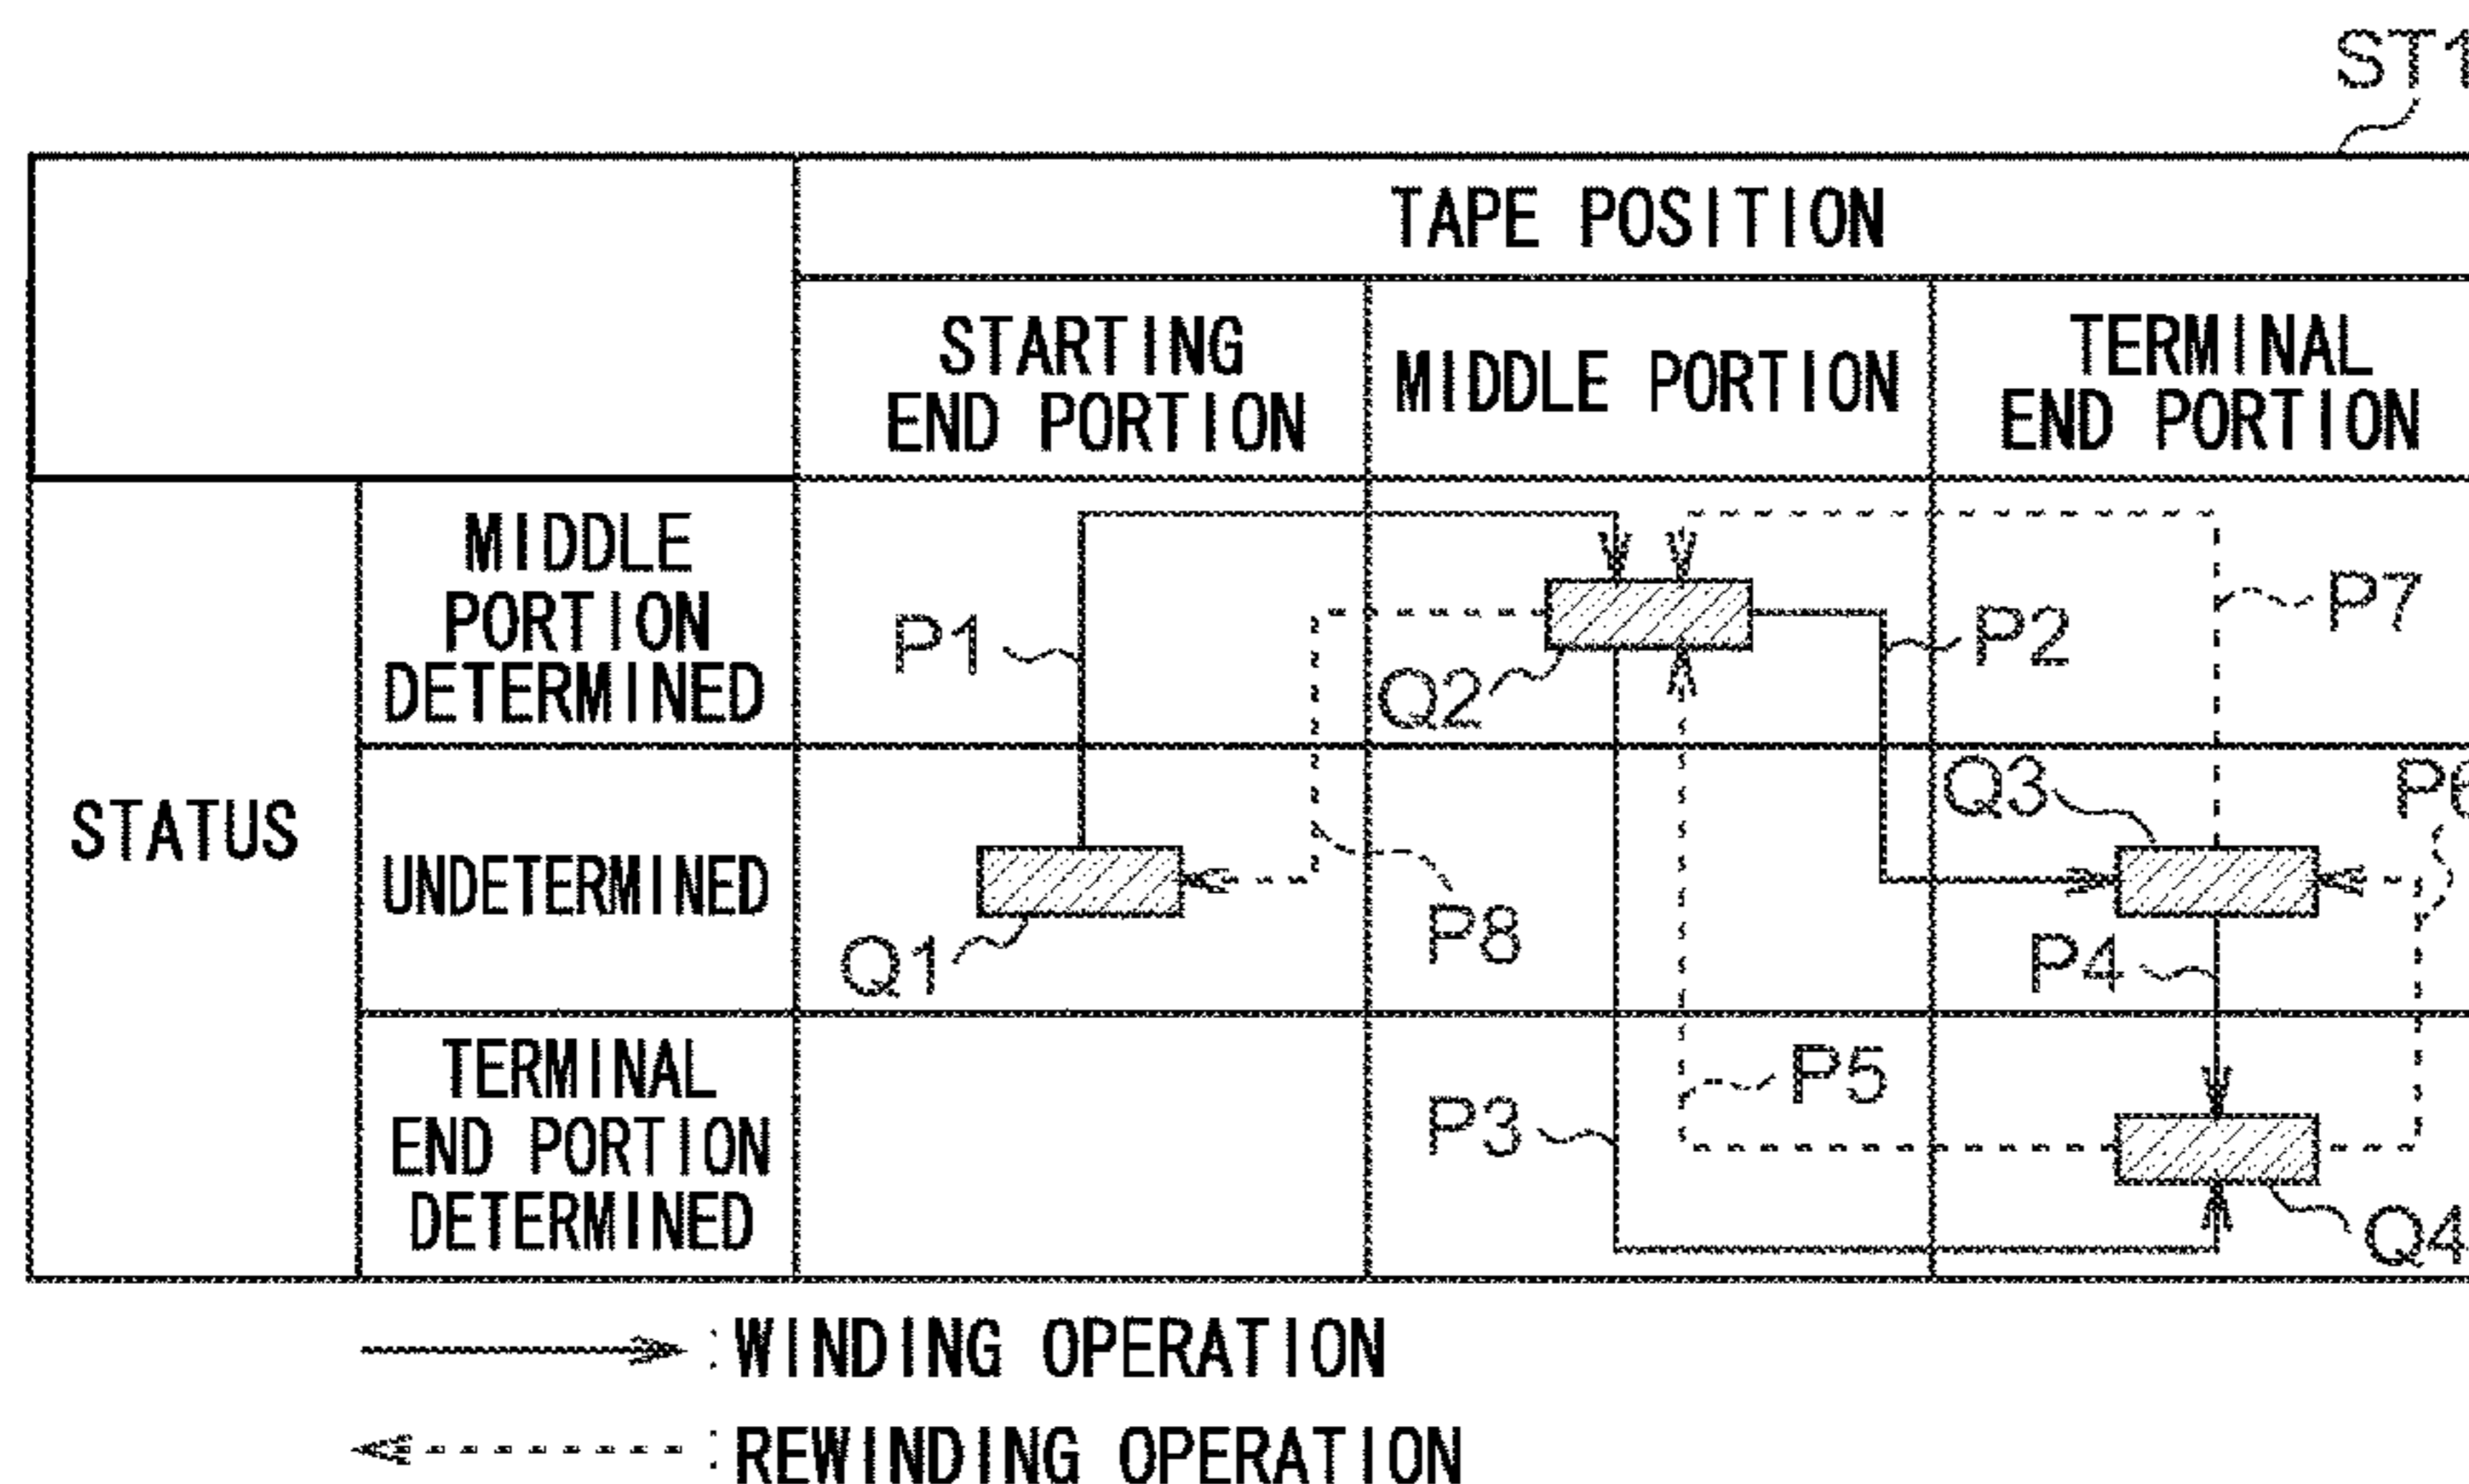 ST1
TAPE POSITION
STARTING
END PORTION
MIDDLE PORTION
TERMINAL
END PORTION
STATUS
MIDDLE
PORTION
DETERMINED
P1
Q2
P2
P7
UNDETERMINED
Q1
P8
Q3
P6
P4
TERMINAL
END PORTION
DETERMINED
P3
P5
Q4
: WINDING OPERATION
: REWINDING OPERATION